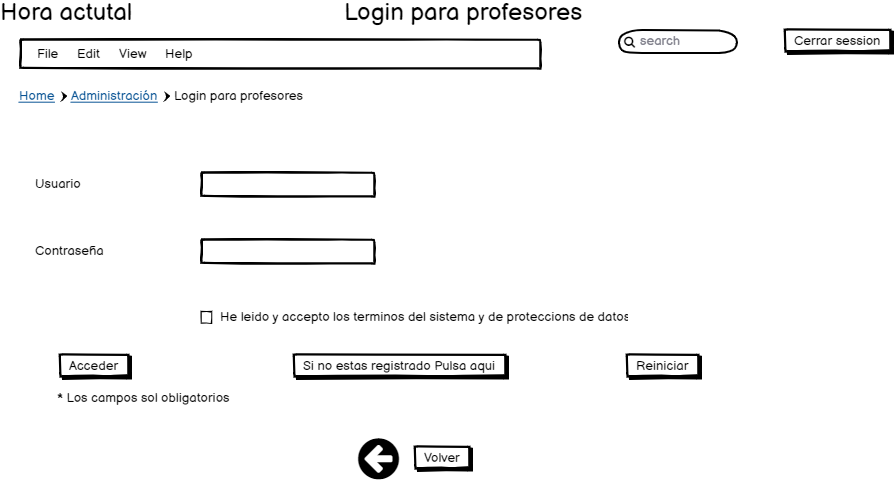 Hora actutal
Login para profesores
search
Cerrar session
File Edit View Help
Home Administración Login para profesores
Usuario
Contraseña
He leido y accepto los terminos del sistema y de proteccions de datos
Acceder
Si no estas registrado Pulsa aqui
Reiniciar
* Los campos sol obligatorios
Volver